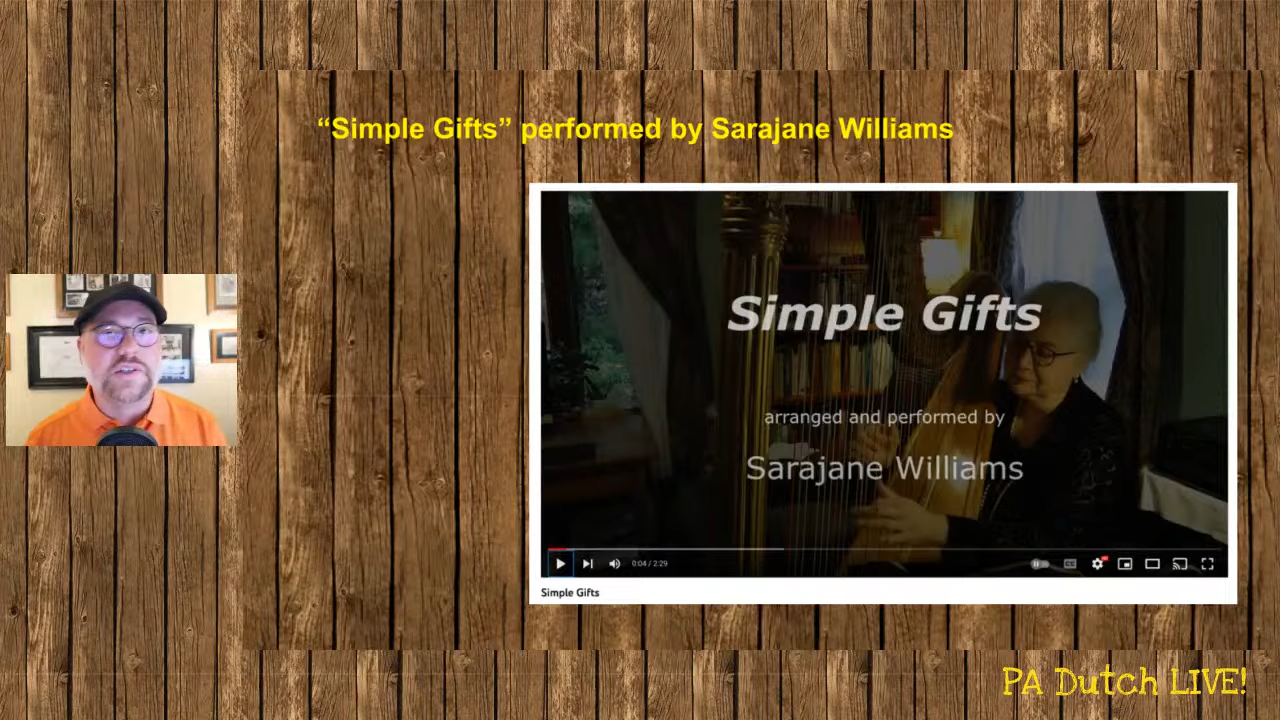 “Simple Gifts” performed by Sarajane Williams
Simple Gifts
arranged and performed by
Sarajane Williams
0:04 / 2:29
CC
Simple Gifts
PA Dutch LIVE!